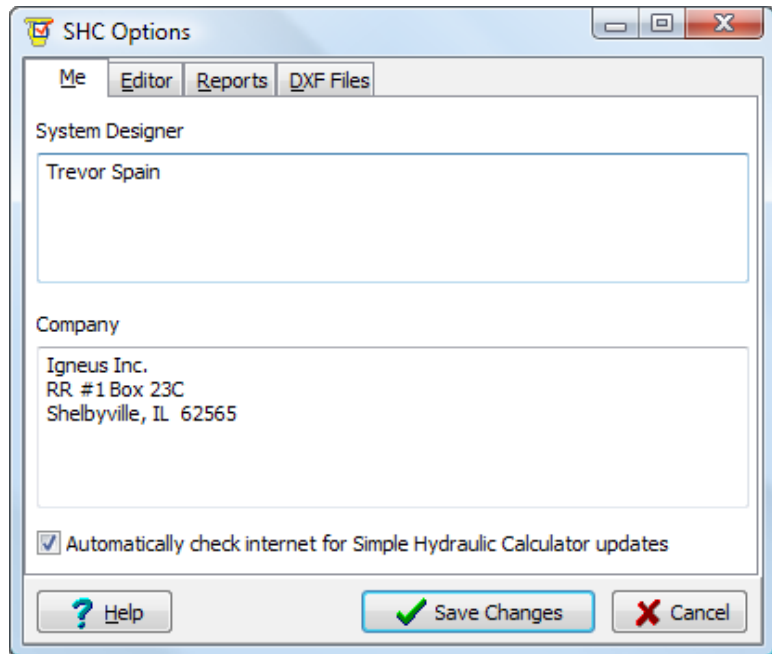 SHC Options
Me Editor Reports DXF Files
System Designer
Trevor Spain
Company
Igneus Inc.
RR #1 Box 23C
Shelbyville, IL 62565
Automatically check internet for Simple Hydraulic Calculator updates
? Help Save Changes Cancel